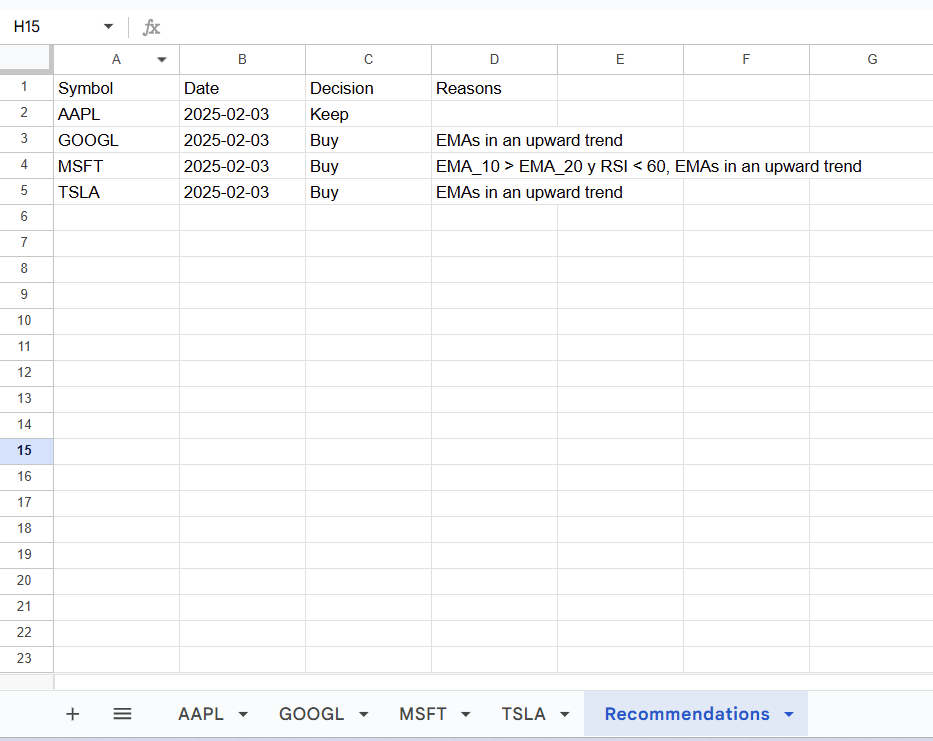 H15 fx
A B C D E F G
1 Symbol Date Decision Reasons
2 AAPL 2025-02-03 Keep
3 GOOGL 2025-02-03 Buy EMAs in an upward trend
4 MSFT 2025-02-03 Buy EMA_10 > EMA_20 y RSI < 60, EMAs in an upward trend
5 TSLA 2025-02-03 Buy EMAs in an upward trend
6
7
8
9
10
11
12
13
14
15
16
17
18
19
20
21
22
23
+ AAPL GOOGL MSFT TSLA Recommendations